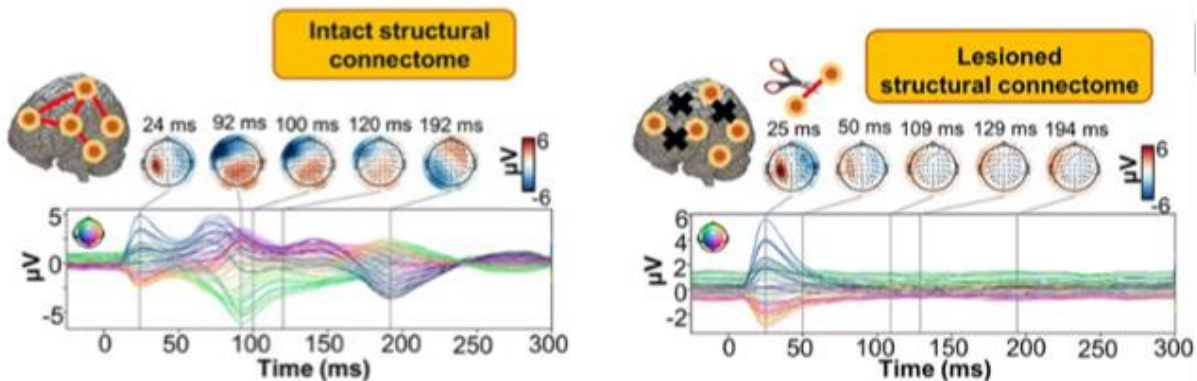 Intact structural
connectome
24 ms 92 ms 100 ms 120 ms 192 ms
6
μV
-6
5
0
-5
μV
0 50 100 150 200 250 300
Time (ms)
Lesioned
structural connectome
25 ms 50 ms 109 ms 129 ms 194 ms
6
μV
-6
6
4
2
0
-2
μV
0 50 100 150 200 250 300
Time (ms)